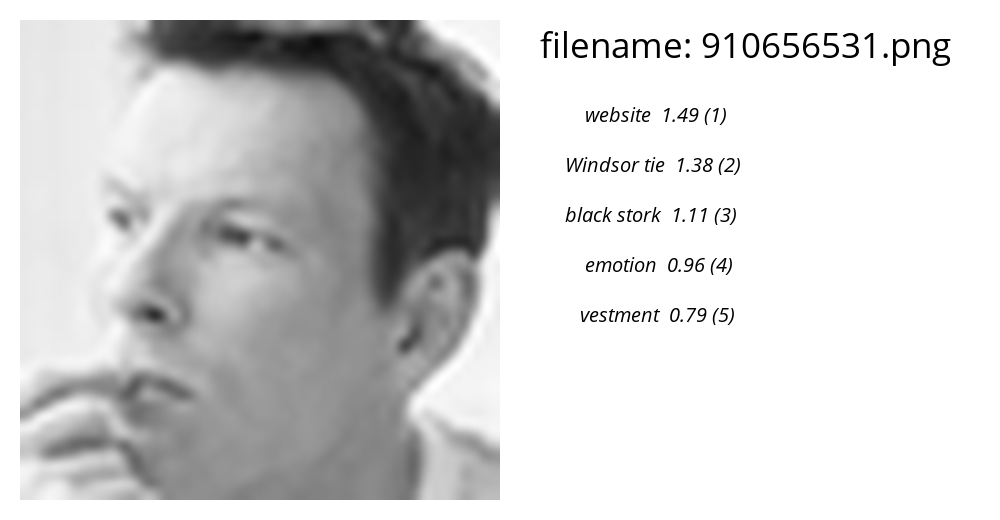 filename: 910656531.png
website 1.49 (1)
Windsor tie 1.38 (2)
black stork 1.11 (3)
emotion 0.96 (4)
vestment 0.79 (5)